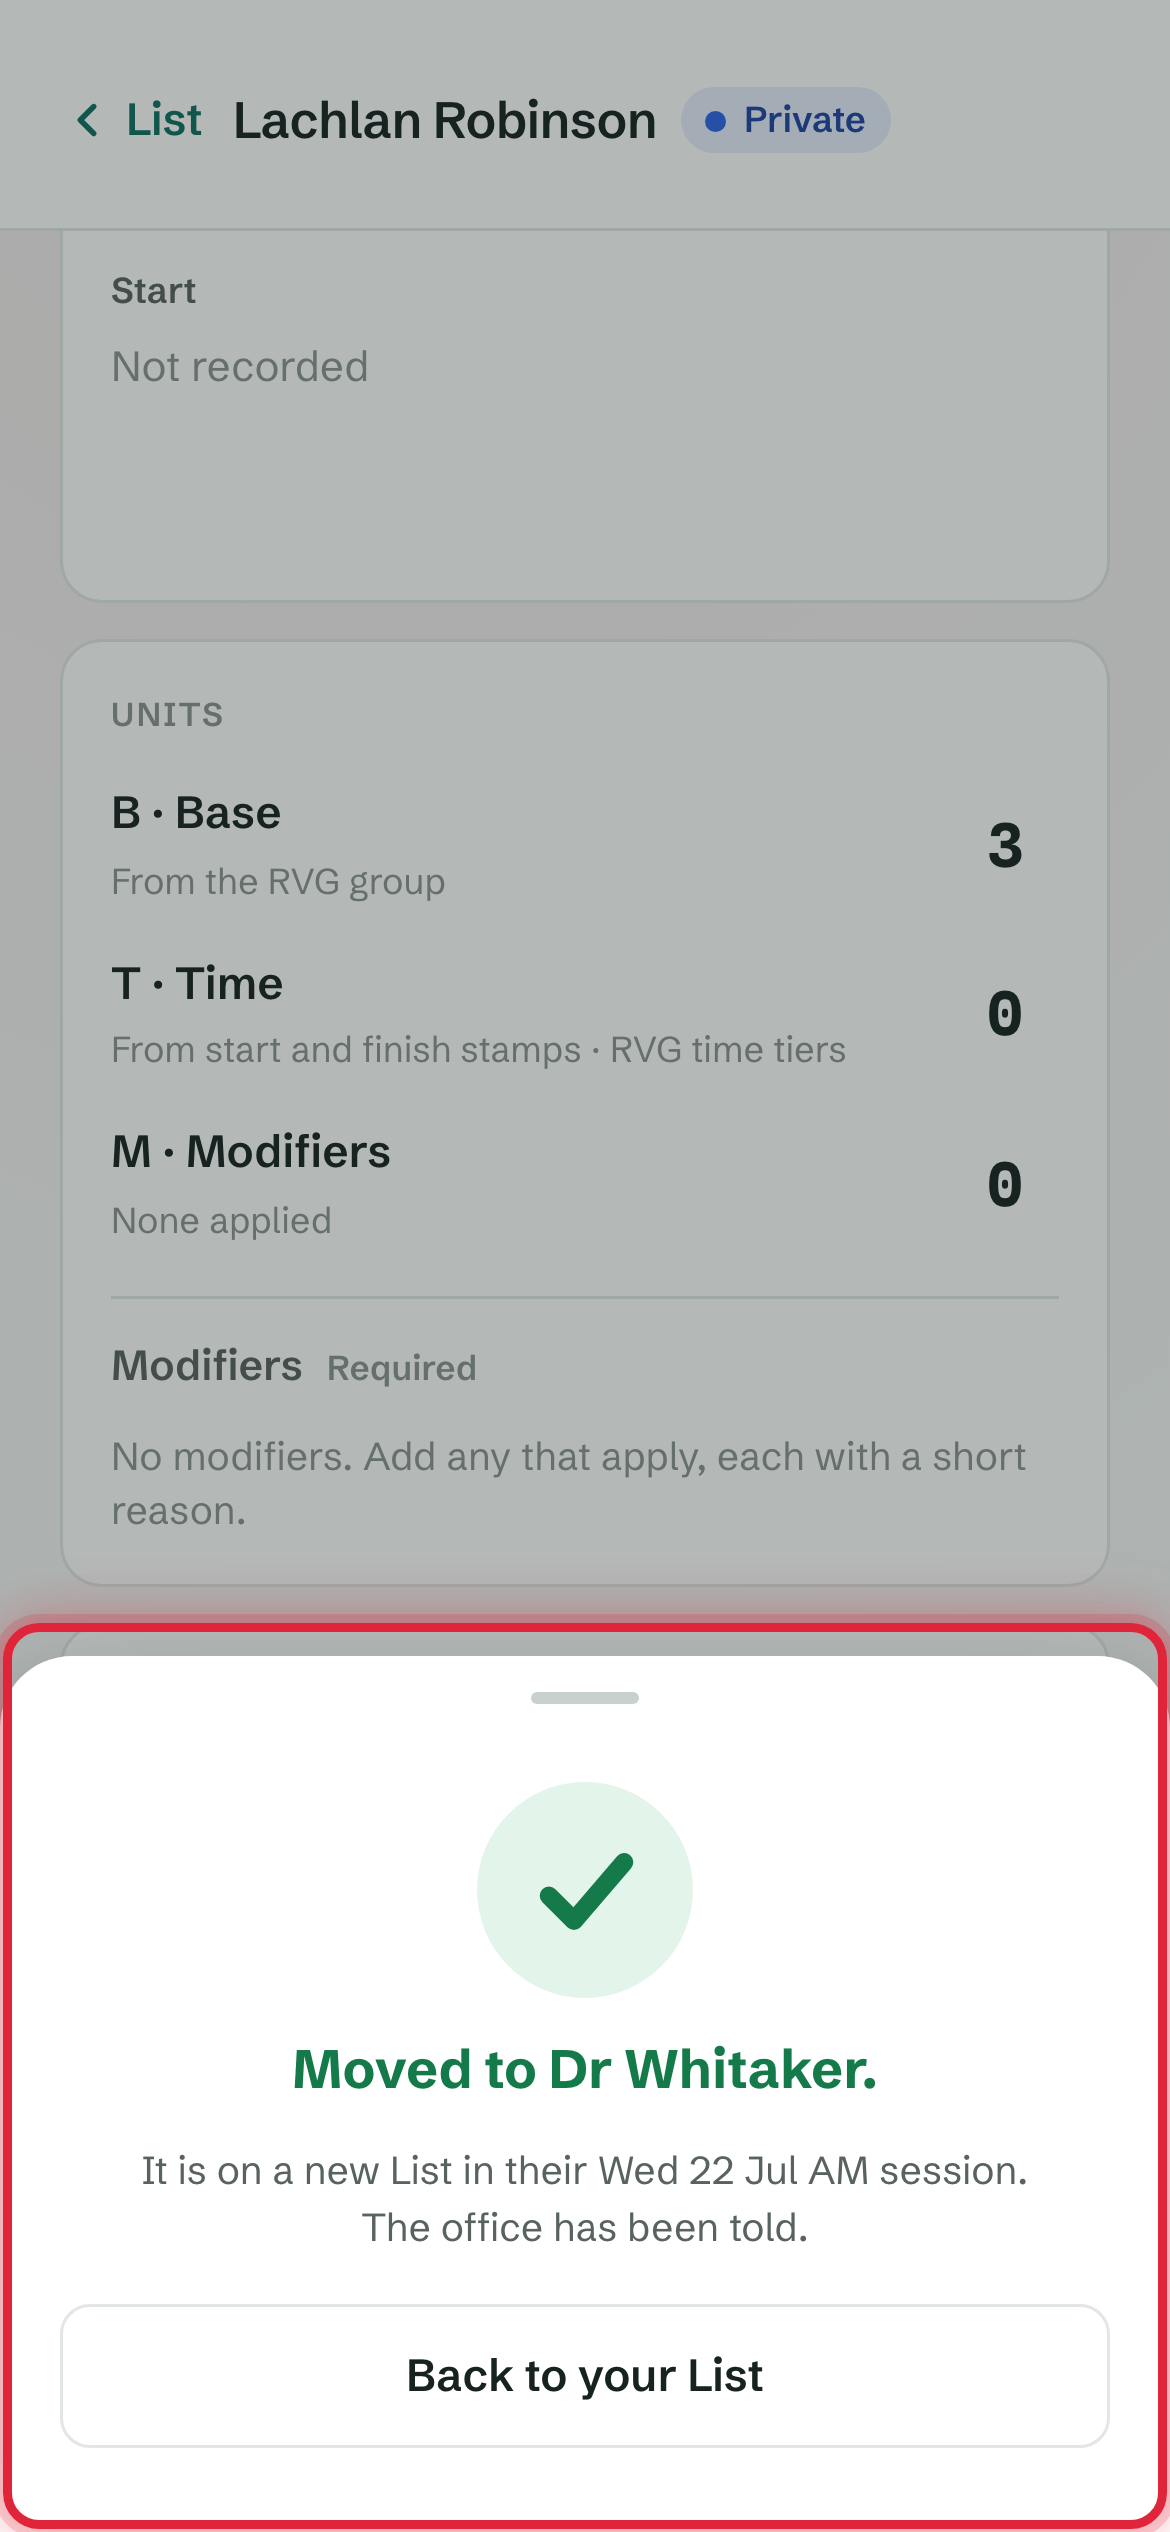 List Lachlan Robinson Private
Start
Not recorded
UNITS
B · Base
From the RVG group
3
T · Time
From start and finish stamps · RVG time tiers
0
M · Modifiers
None applied
0
Modifiers Required
No modifiers. Add any that apply, each with a short
reason.
Moved to Dr Whitaker.
It is on a new List in their Wed 22 Jul AM session.
The office has been told.
Back to your List